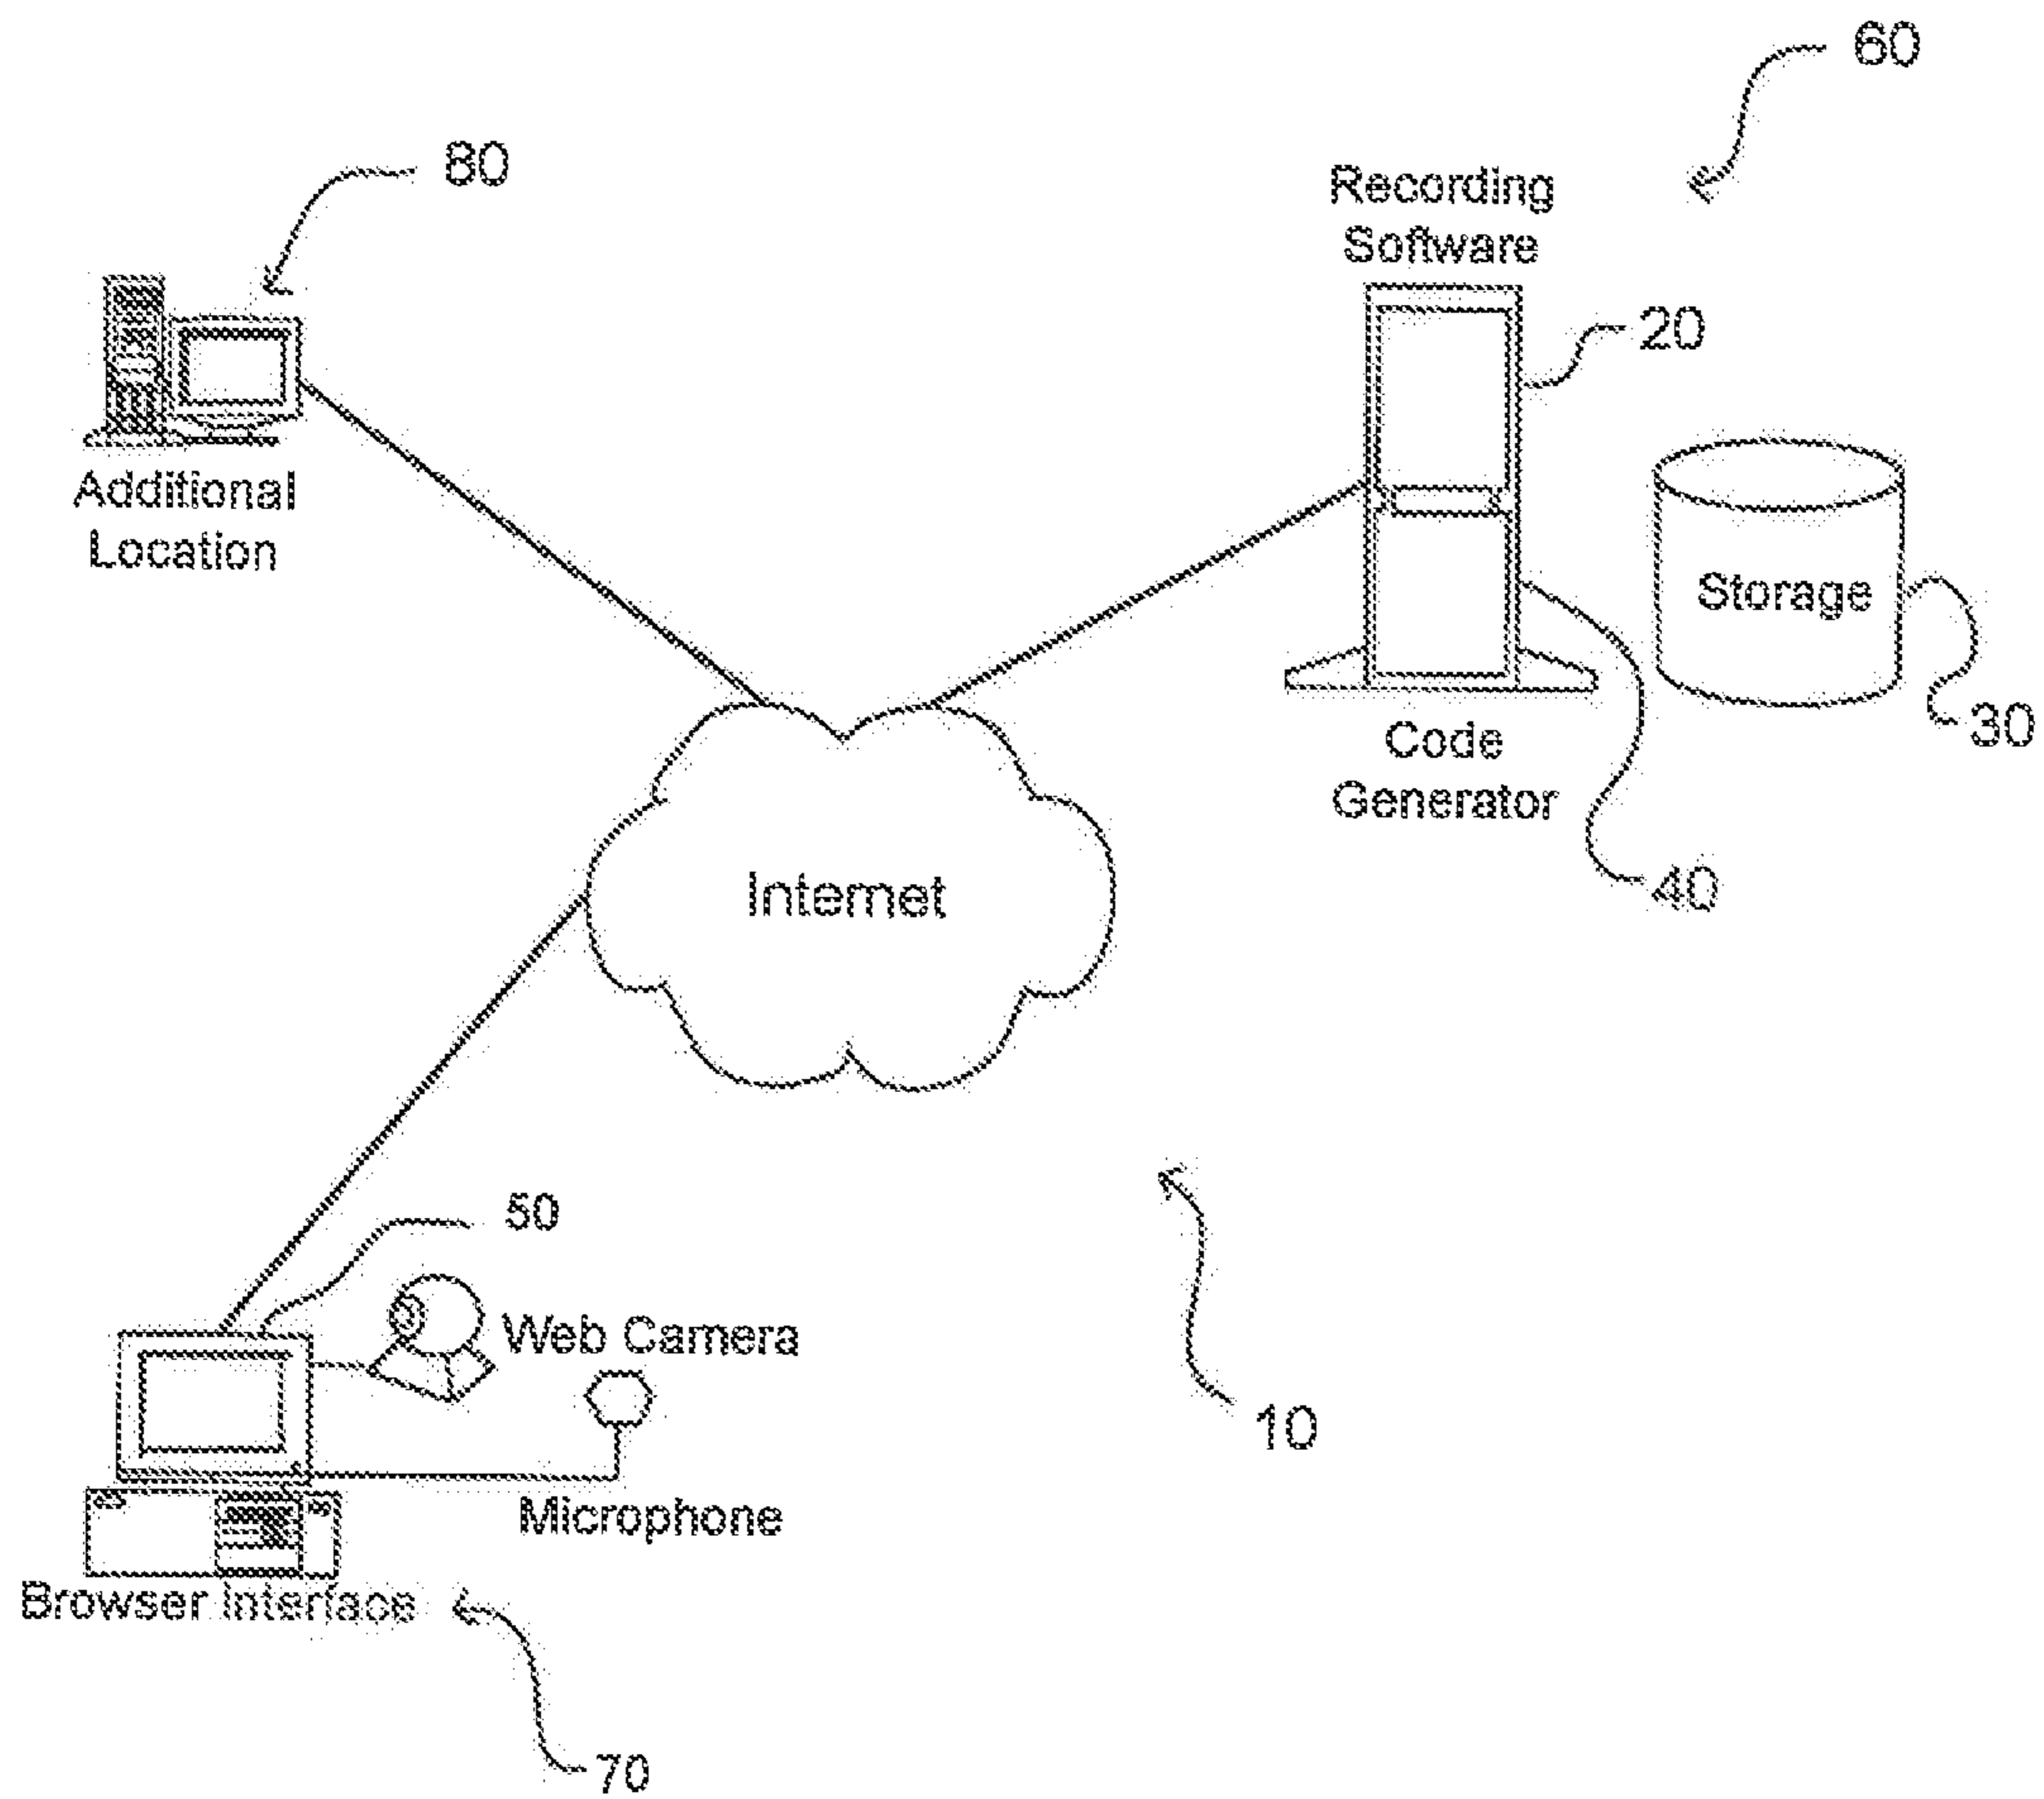 60
80
Recording
Software
20
Additional
Location
Storage
30
Code
Generator
40
Internet
50
Web Camera
10
Microphone
Browser Interface
70